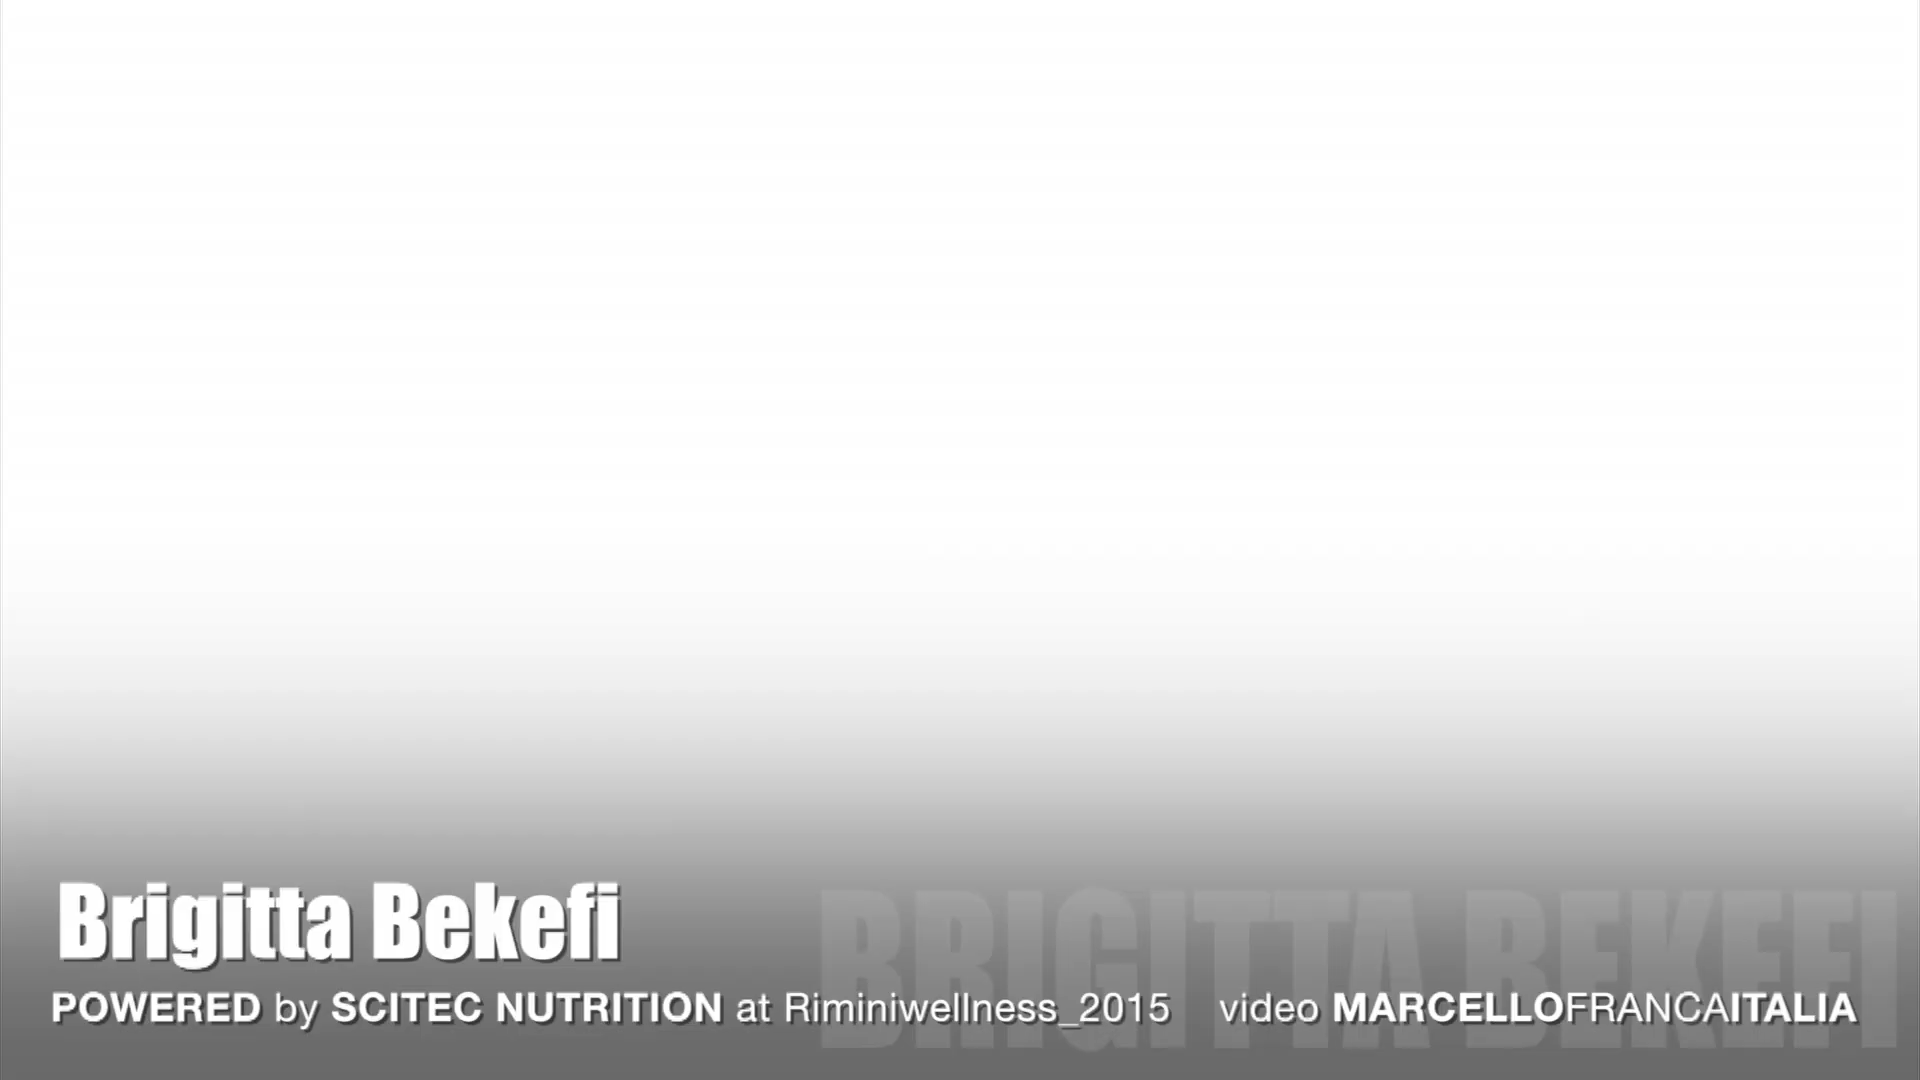 Brigitta Bekefi
BRIGITTA BEKEFI
POWERED by SCITEC NUTRITION at Riminiwellness_2015 video MARCELLOFRANCAITALIA